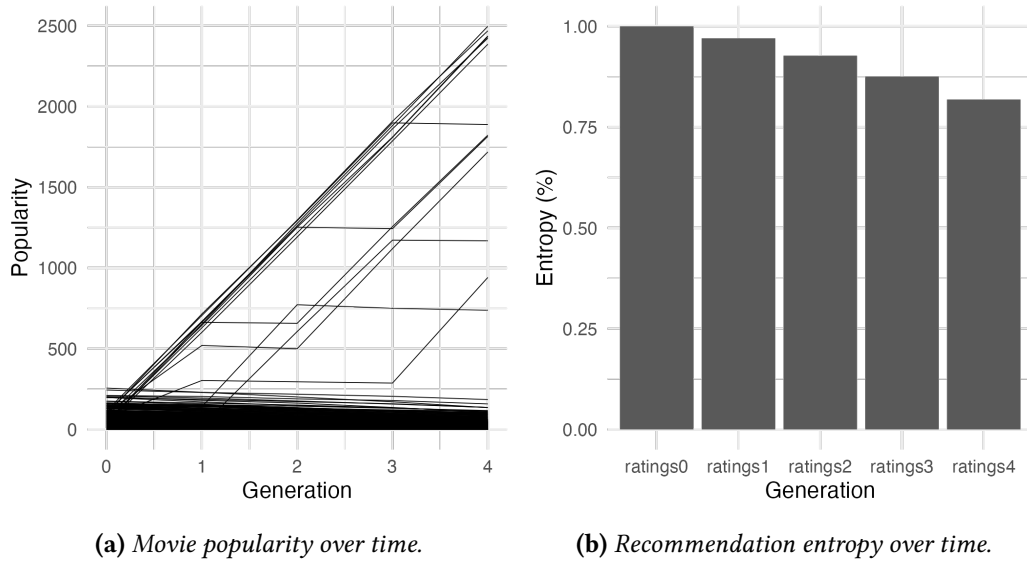 2500
2000
1500
1000
500
0
Popularity
0 1 2 3 4
Generation
(a) Movie popularity over time.
1.00
0.75
0.50
0.25
0.00
Entropy (%)
ratings0 ratings1 ratings2 ratings3 ratings4
Generation
(b) Recommendation entropy over time.